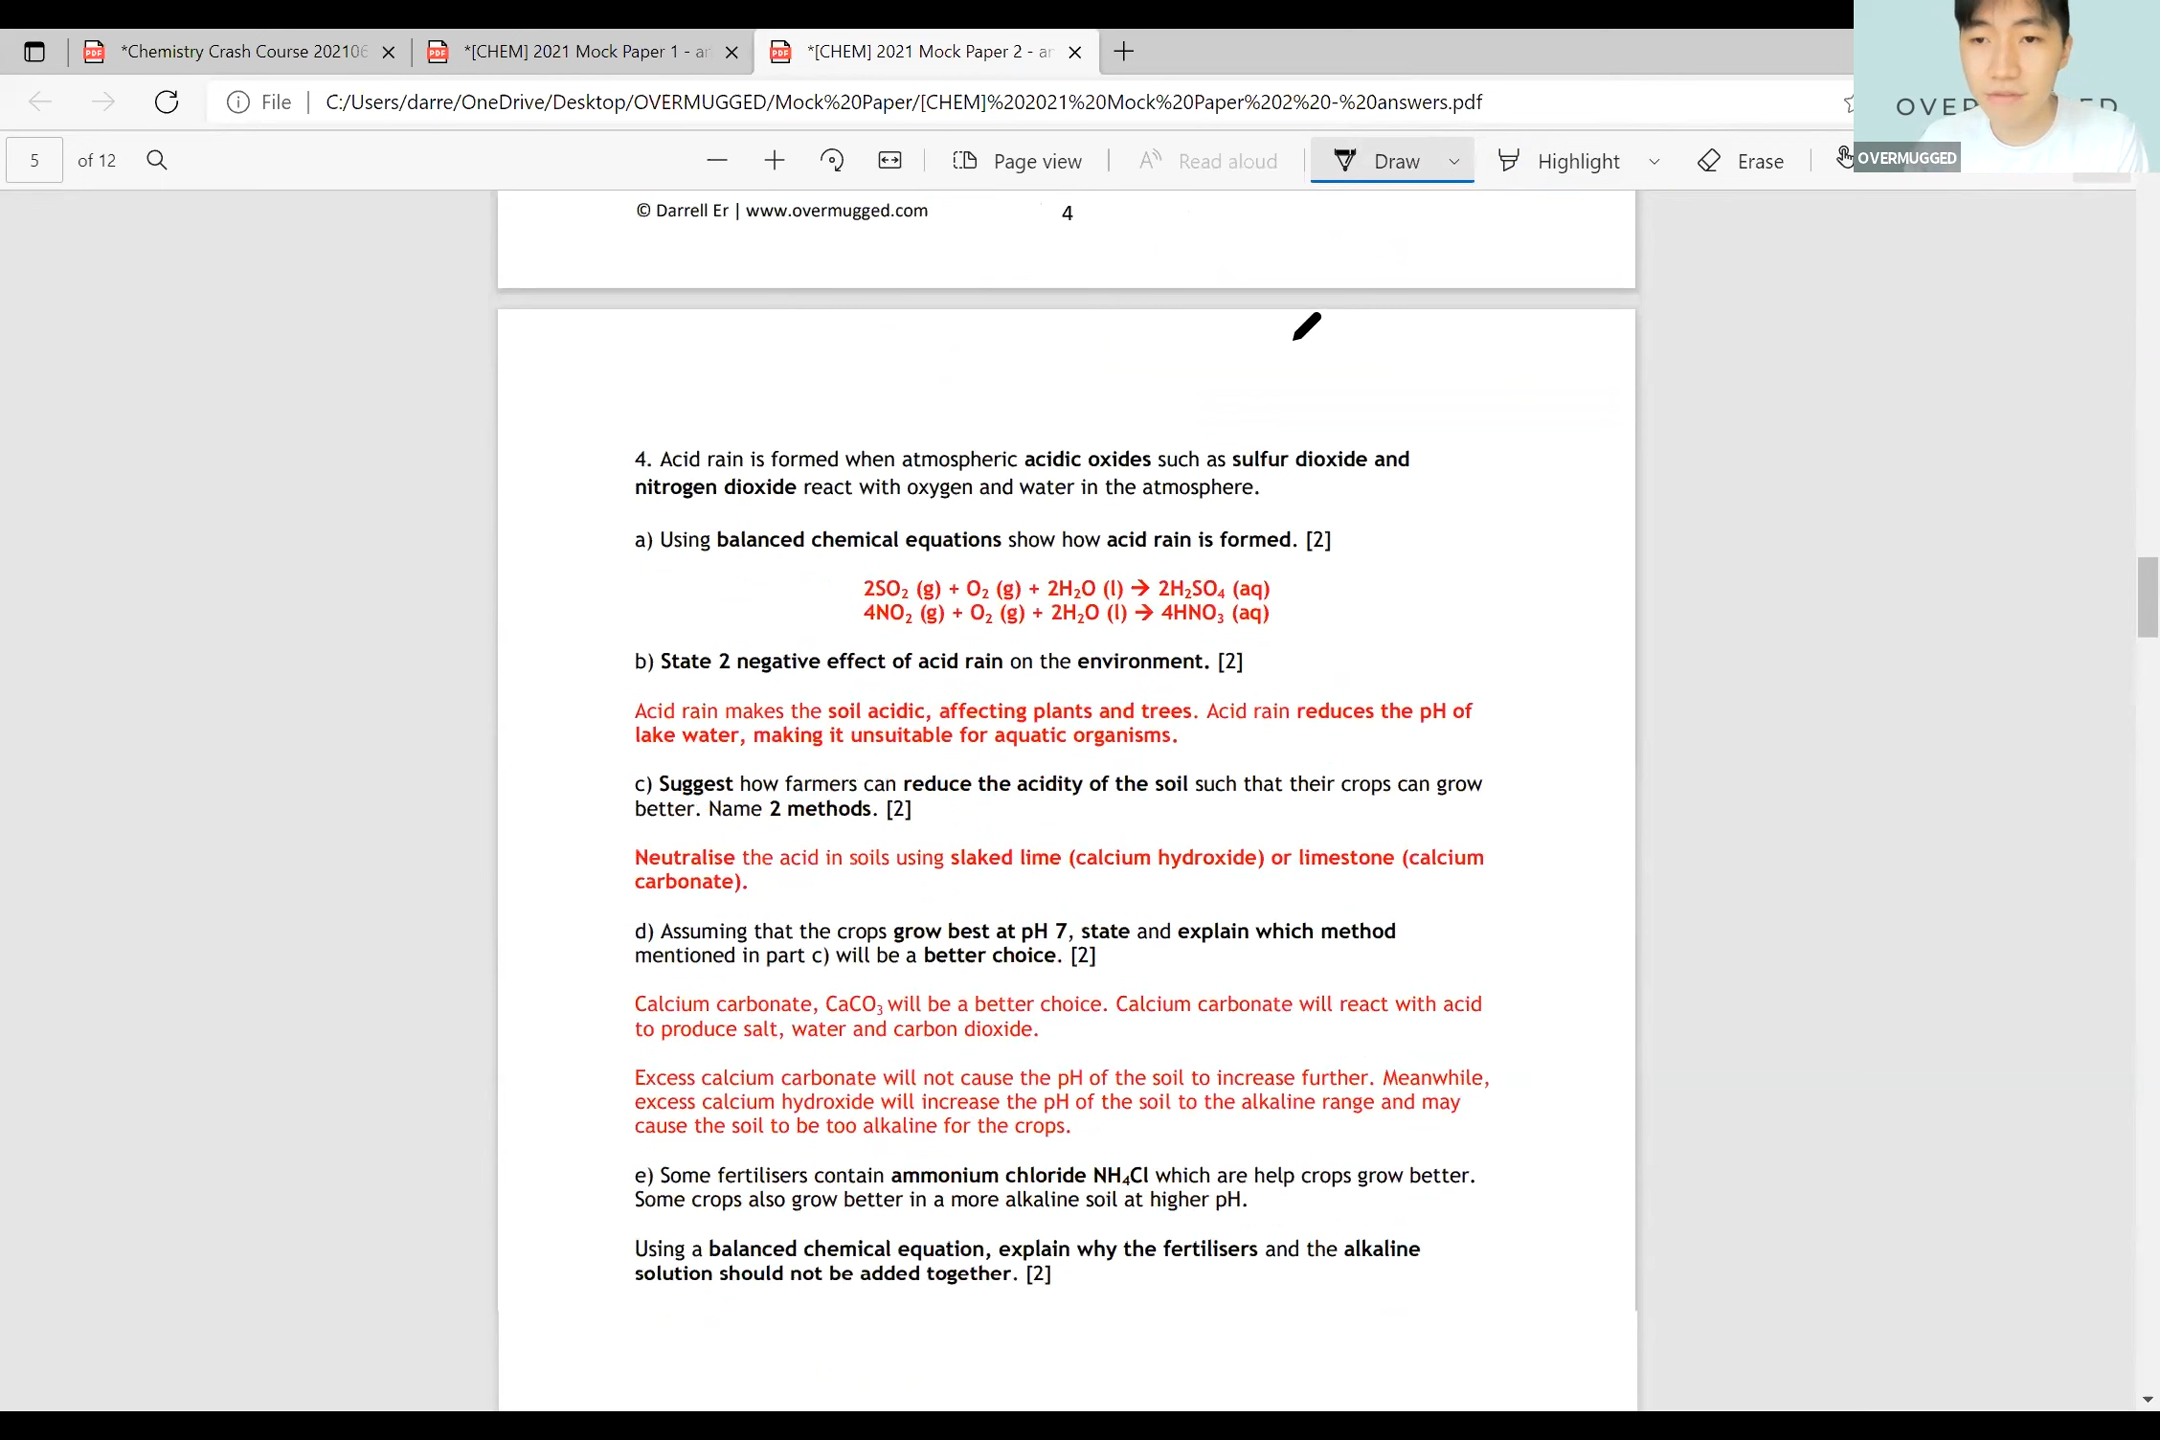 *Chemistry Crash Course 202106
*[CHEM] 2021 Mock Paper 1 - an
*[CHEM] 2021 Mock Paper 2 - an
File
C:/Users/darre/OneDrive/Desktop/OVERMUGGED/Mock%20Paper/[CHEM]%202021%20Mock%20Paper%202%20-%20answers.pdf
5 of 12
Page view
Read aloud
Draw
Highlight
Erase
OVERMUGGED
© Darrell Er | www.overmugged.com 4
4. Acid rain is formed when atmospheric acidic oxides such as sulfur dioxide and
nitrogen dioxide react with oxygen and water in the atmosphere.
a) Using balanced chemical equations show how acid rain is formed. [2]
2SO₂ (g) + O₂ (g) + 2H₂O (l) → 2H₂SO₄ (aq)
4NO₂ (g) + O₂ (g) + 2H₂O (l) → 4HNO₃ (aq)
b) State 2 negative effect of acid rain on the environment. [2]
Acid rain makes the soil acidic, affecting plants and trees. Acid rain reduces the pH of
lake water, making it unsuitable for aquatic organisms.
c) Suggest how farmers can reduce the acidity of the soil such that their crops can grow
better. Name 2 methods. [2]
Neutralise the acid in soils using slaked lime (calcium hydroxide) or limestone (calcium
carbonate).
d) Assuming that the crops grow best at pH 7, state and explain which method
mentioned in part c) will be a better choice. [2]
Calcium carbonate, CaCO₃ will be a better choice. Calcium carbonate will react with acid
to produce salt, water and carbon dioxide.
Excess calcium carbonate will not cause the pH of the soil to increase further. Meanwhile,
excess calcium hydroxide will increase the pH of the soil to the alkaline range and may
cause the soil to be too alkaline for the crops.
e) Some fertilisers contain ammonium chloride NH₄Cl which are help crops grow better.
Some crops also grow better in a more alkaline soil at higher pH.
Using a balanced chemical equation, explain why the fertilisers and the alkaline
solution should not be added together. [2]